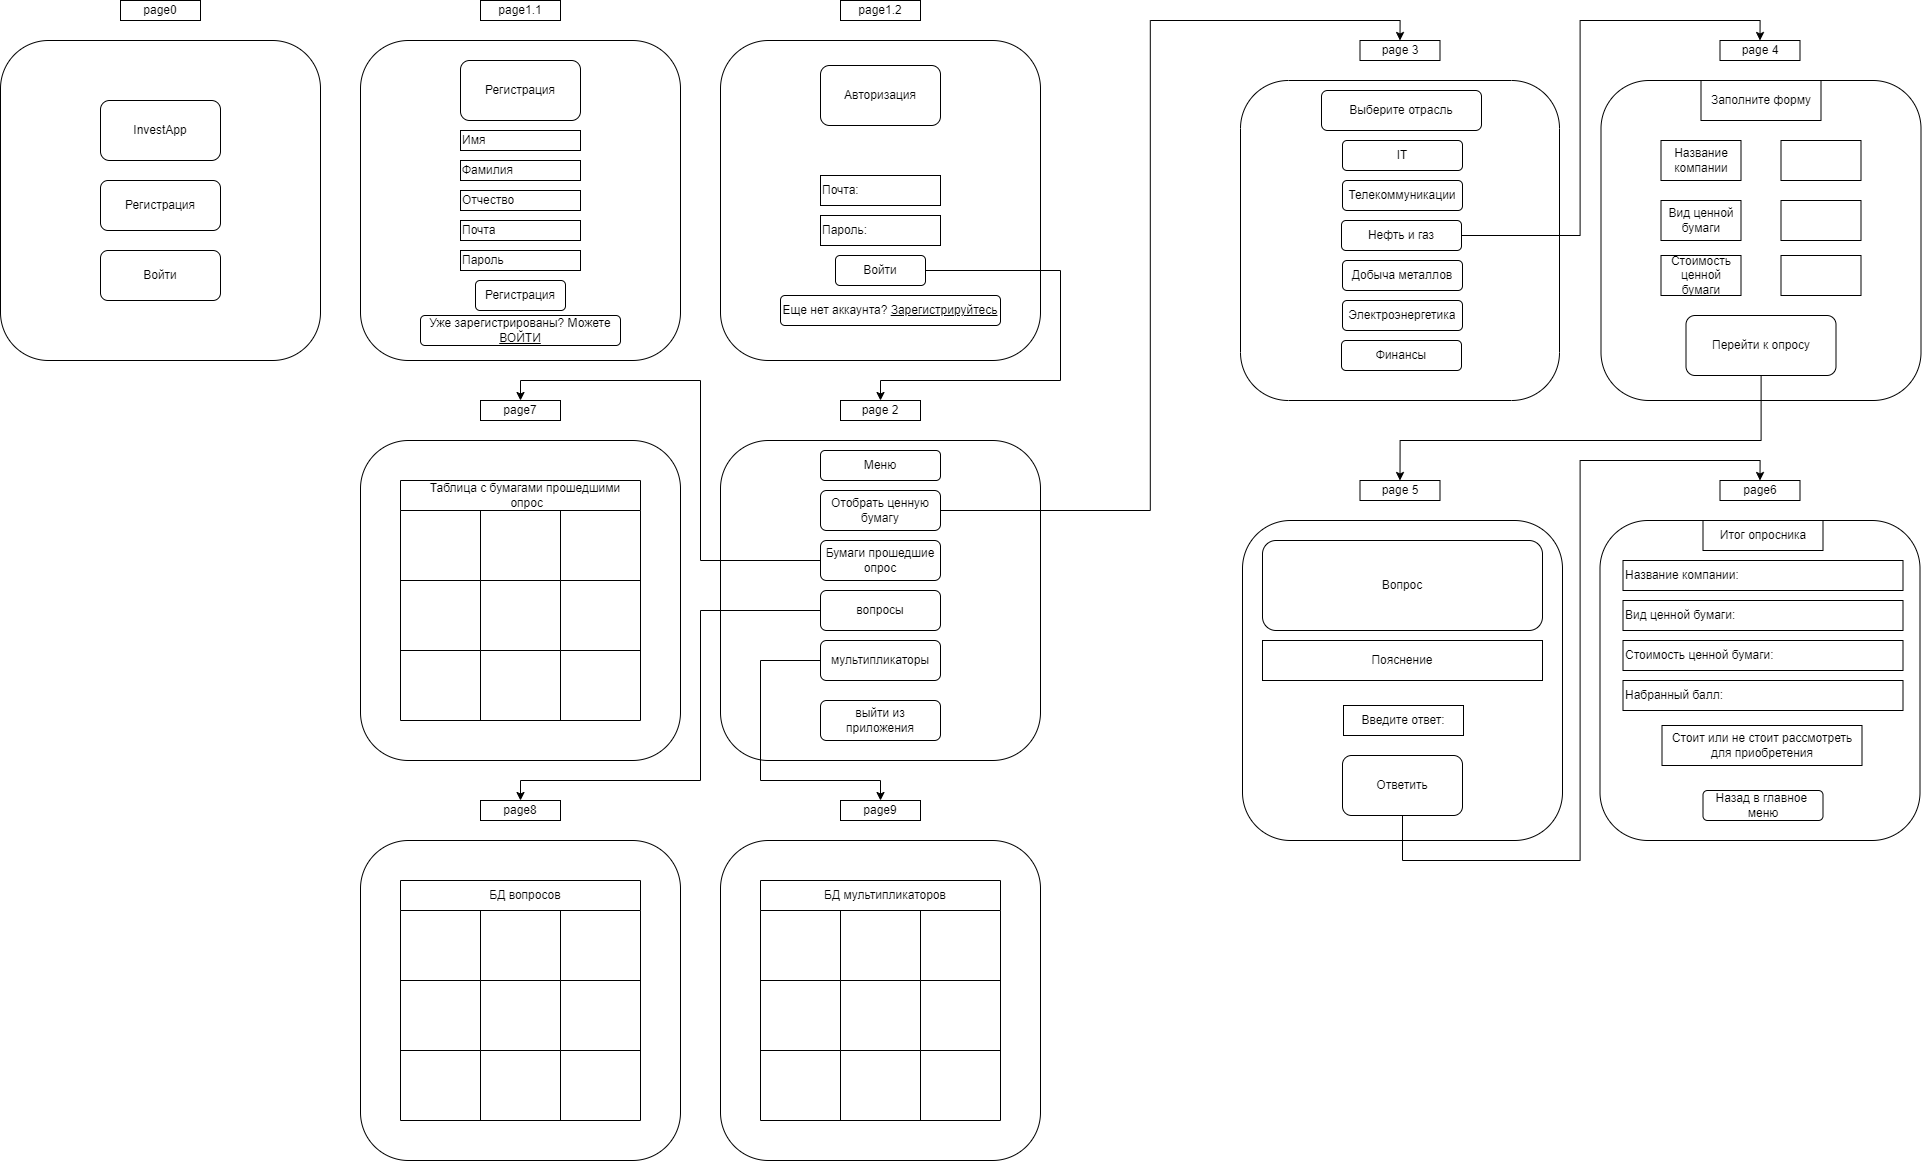 page0
InvestApp
Регистрация
Войти
page1.1
Регистрация
Имя
Фамилия
Отчество
Почта
Пароль
Регистрация
Уже зарегистрированы? Можете
ВОЙТИ
page1.2
Авторизация
Почта:
Пароль:
Войти
Еще нет аккаунта? Зарегистрируйтесь
page 2
Меню
Отобрать ценную
бумагу
Бумаги прошедшие
опрос
вопросы
мультипликаторы
выйти из
приложения
page 3
Выберите отрасль
IT
Телекоммуникации
Нефть и газ
Добыча металлов
Электроэнергетика
Финансы
page 4
Заполните форму
Название
компании
Вид ценной
бумаги
Стоимость
ценной
бумаги
Перейти к опросу
page 5
Вопрос
Пояснение
Введите ответ:
Ответить
page6
Итог опросника
Название компании:
Вид ценной бумаги:
Стоимость ценной бумаги:
Набранный балл:
Стоит или не стоит рассмотреть
для приобретения
Назад в главное
меню
page7
Таблица с бумагами прошедшими
опрос
page8
БД вопросов
page9
БД мультипликаторов